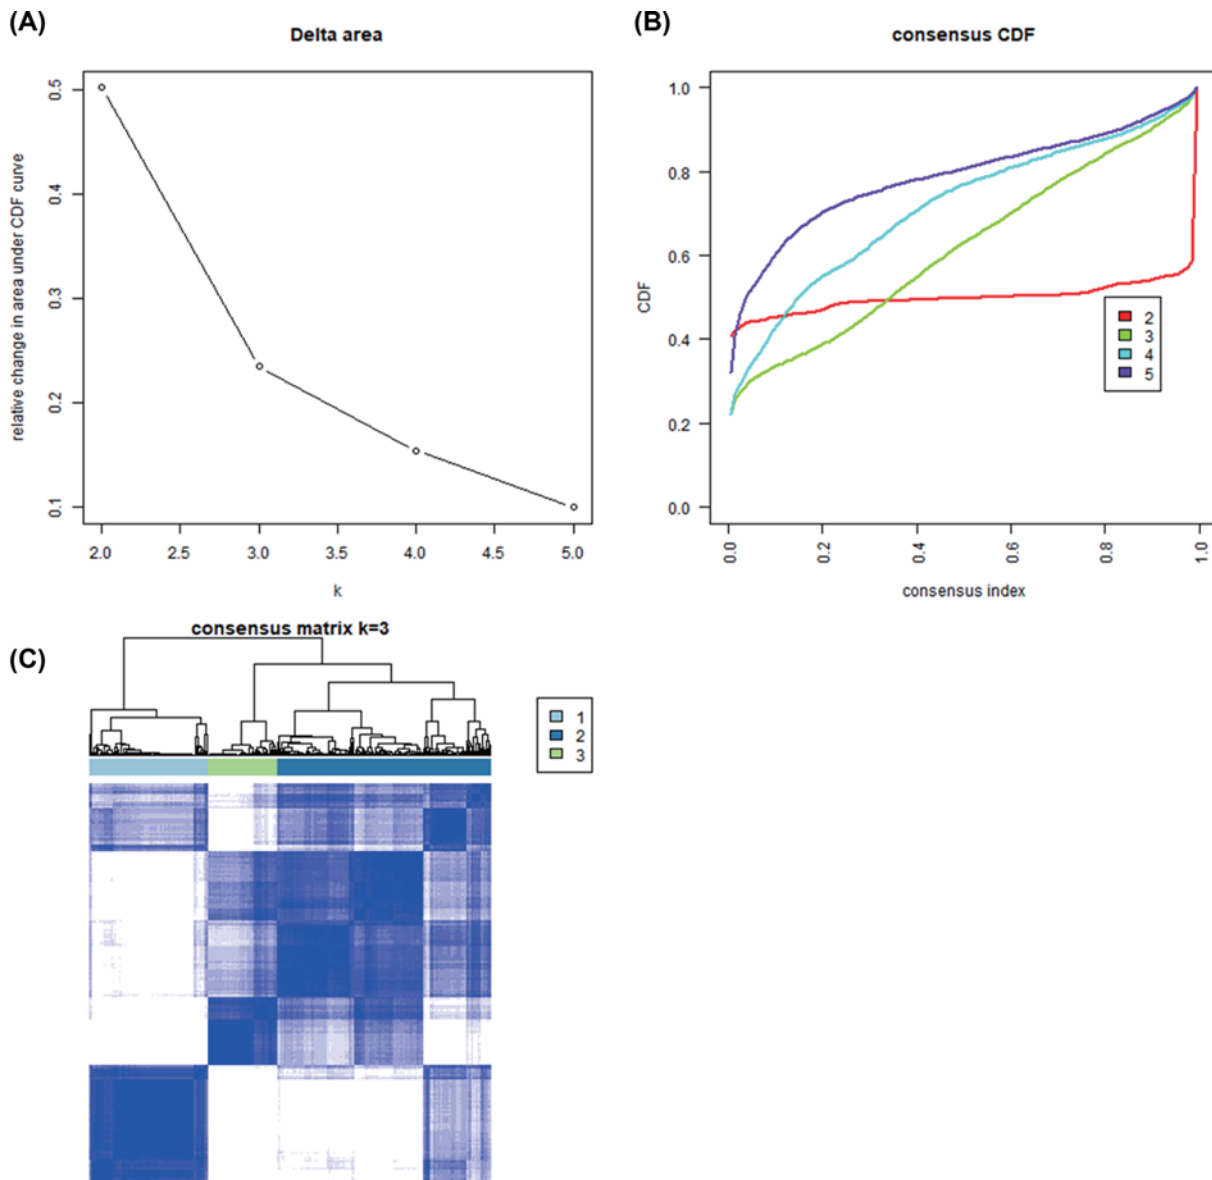 (A)
Delta area
relative change in area under CDF curve
0.5
0.4
0.3
0.2
0.1
2.0 2.5 3.0 3.5 4.0 4.5 5.0
k
(B)
consensus CDF
CDF
1.0
0.8
0.6
0.4
0.2
0.0
2
3
4
5
0.0 0.2 0.4 0.6 0.8 1.0
consensus index
(C)
consensus matrix k=3
1
2
3